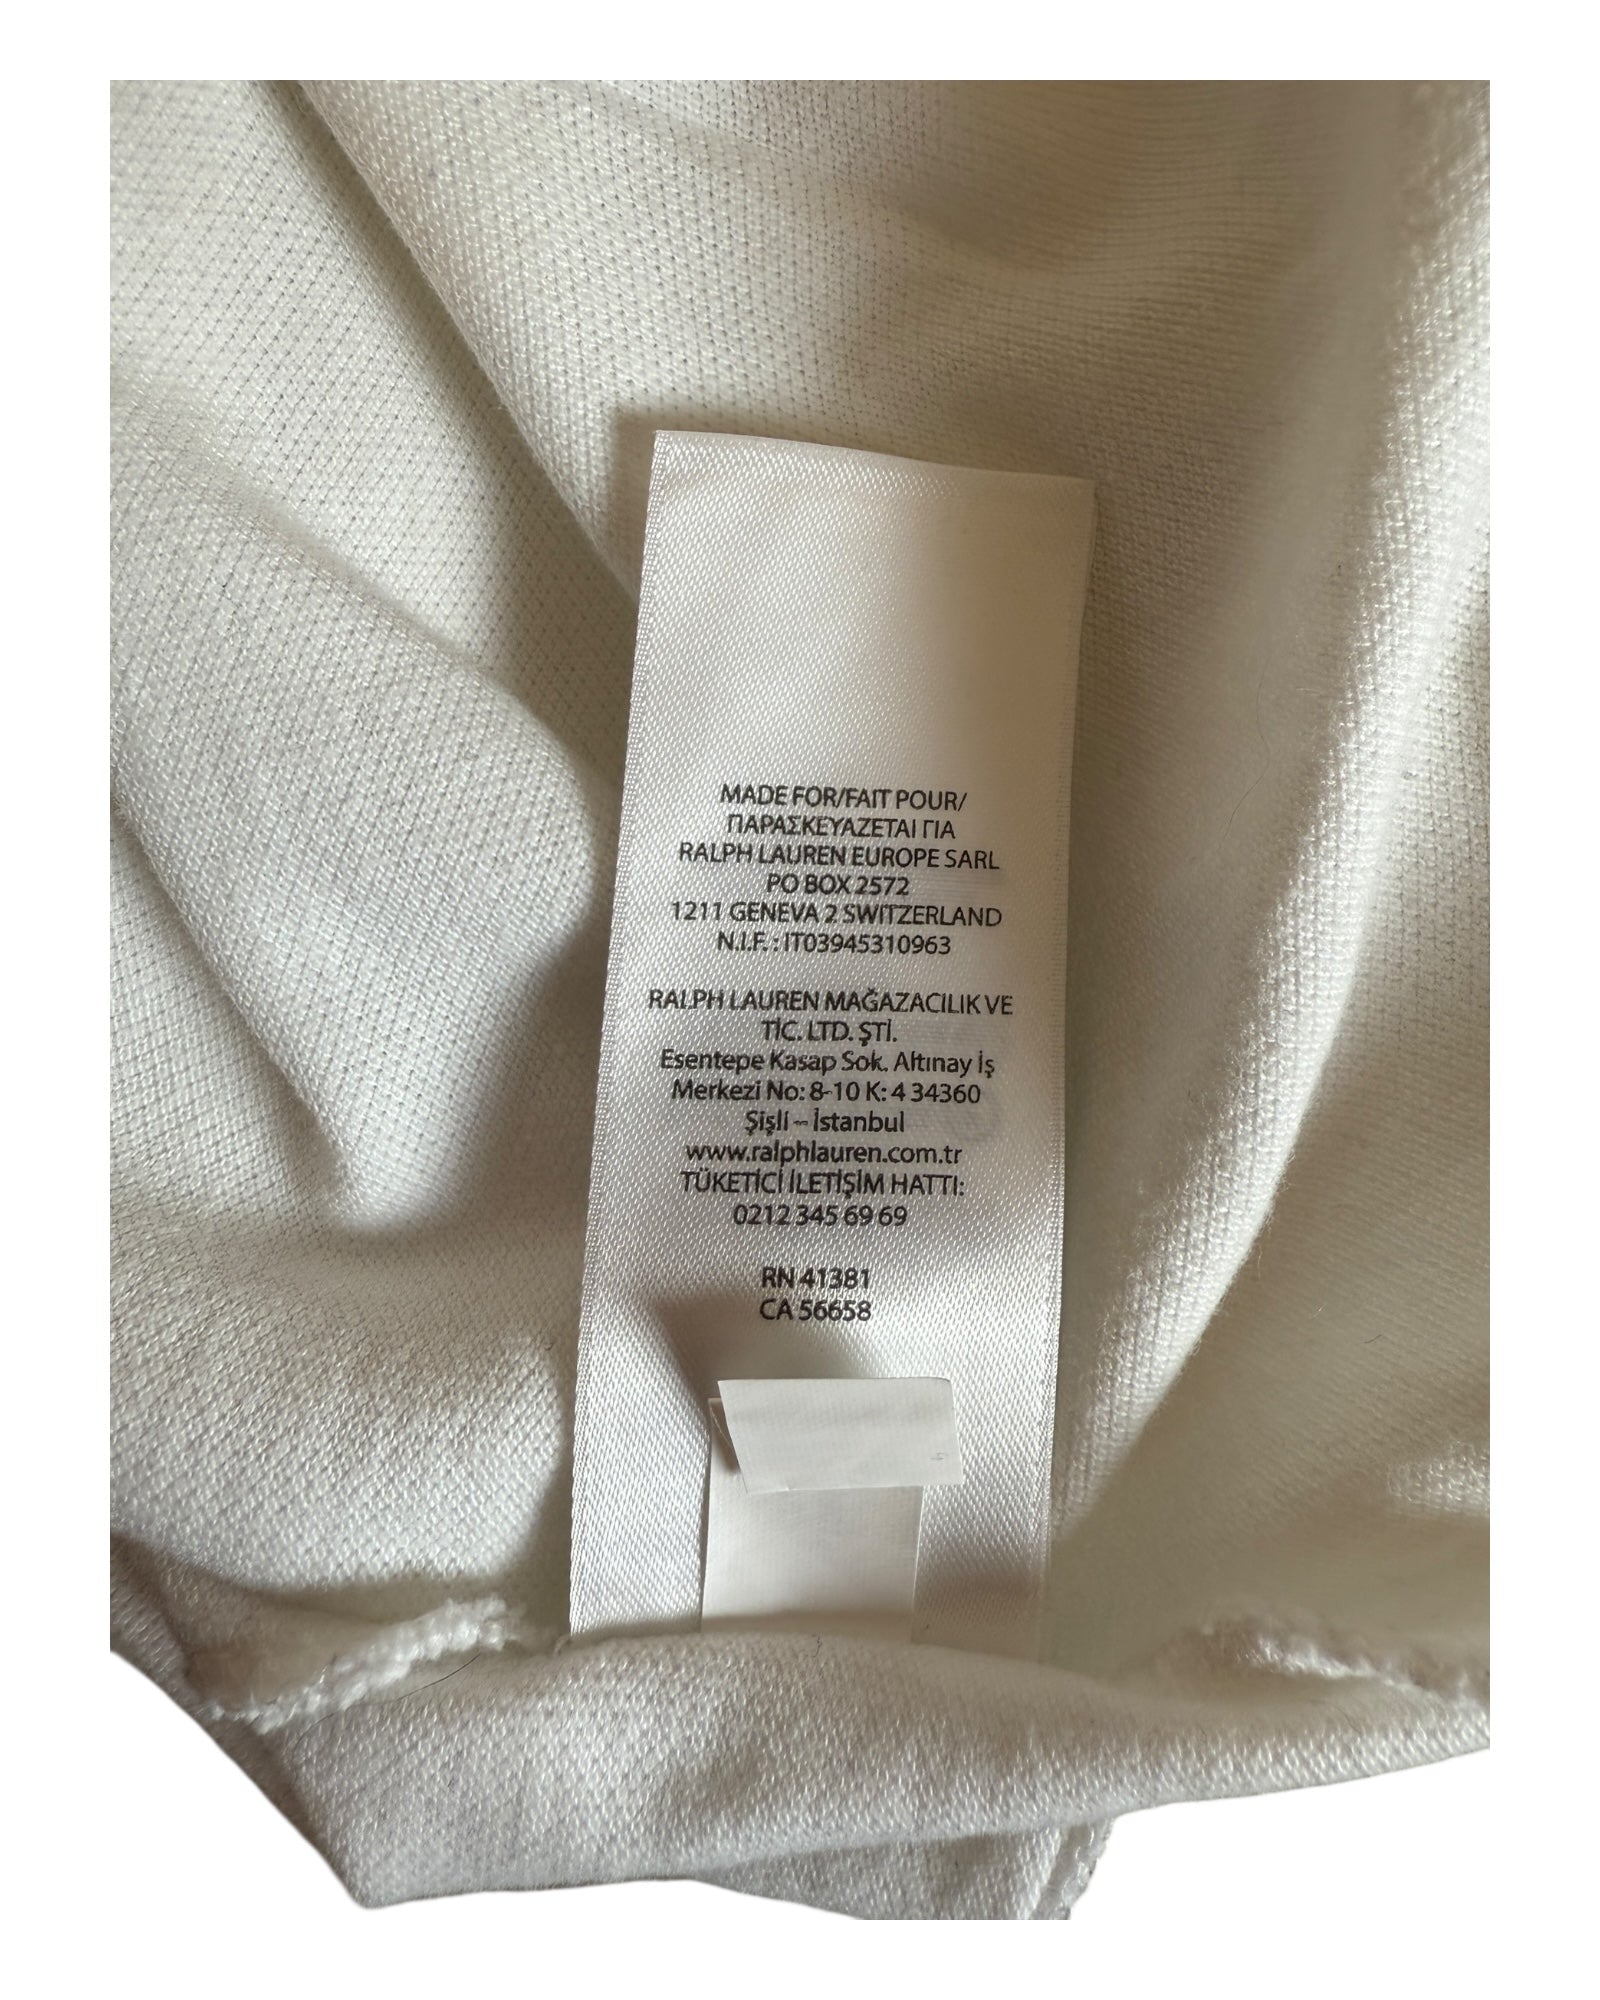 MADE FOR/FAIT POUR/
ΠΑΡΑΣΚΕΥΑΖΕΤΑΙ ΓΙΑ
RALPH LAUREN EUROPE SARL
PO BOX 2572
1211 GENEVA 2 SWITZERLAND
N.I.F. : IT03945310963
RALPH LAUREN MAĞAZACILIK VE
TİC. LTD. ŞTİ.
Esentepe Kasap Sok. Altınay İş
Merkezi No: 8-10 K: 4 34360
Şişli – İstanbul
www.ralphlauren.com.tr
TÜKETİCİ İLETİŞİM HATTI:
0212 345 69 69
RN 41381
CA 56658